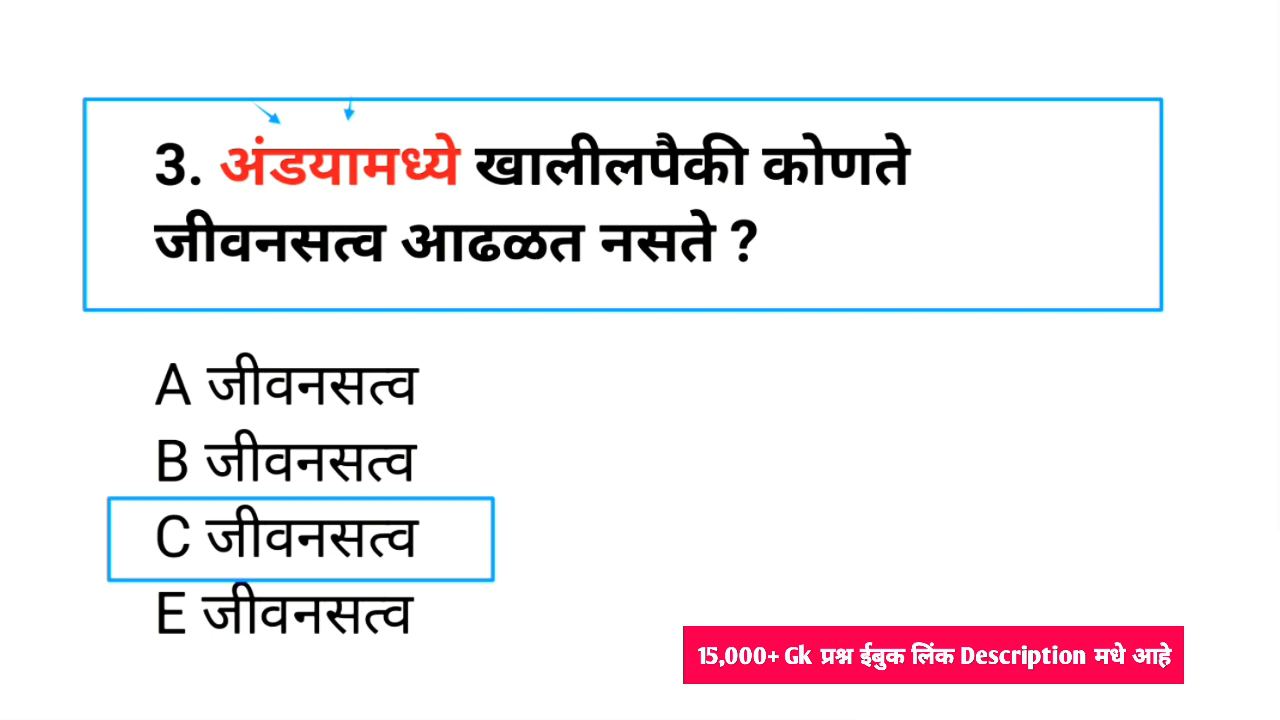 3. अंडयामध्ये खालीलपैकी कोणते
जीवनसत्व आढळत नसते ?
A जीवनसत्व
B जीवनसत्व
C जीवनसत्व
E जीवनसत्व
15,000+ Gk प्रश्न ईबुक लिंक Description मधे आहे